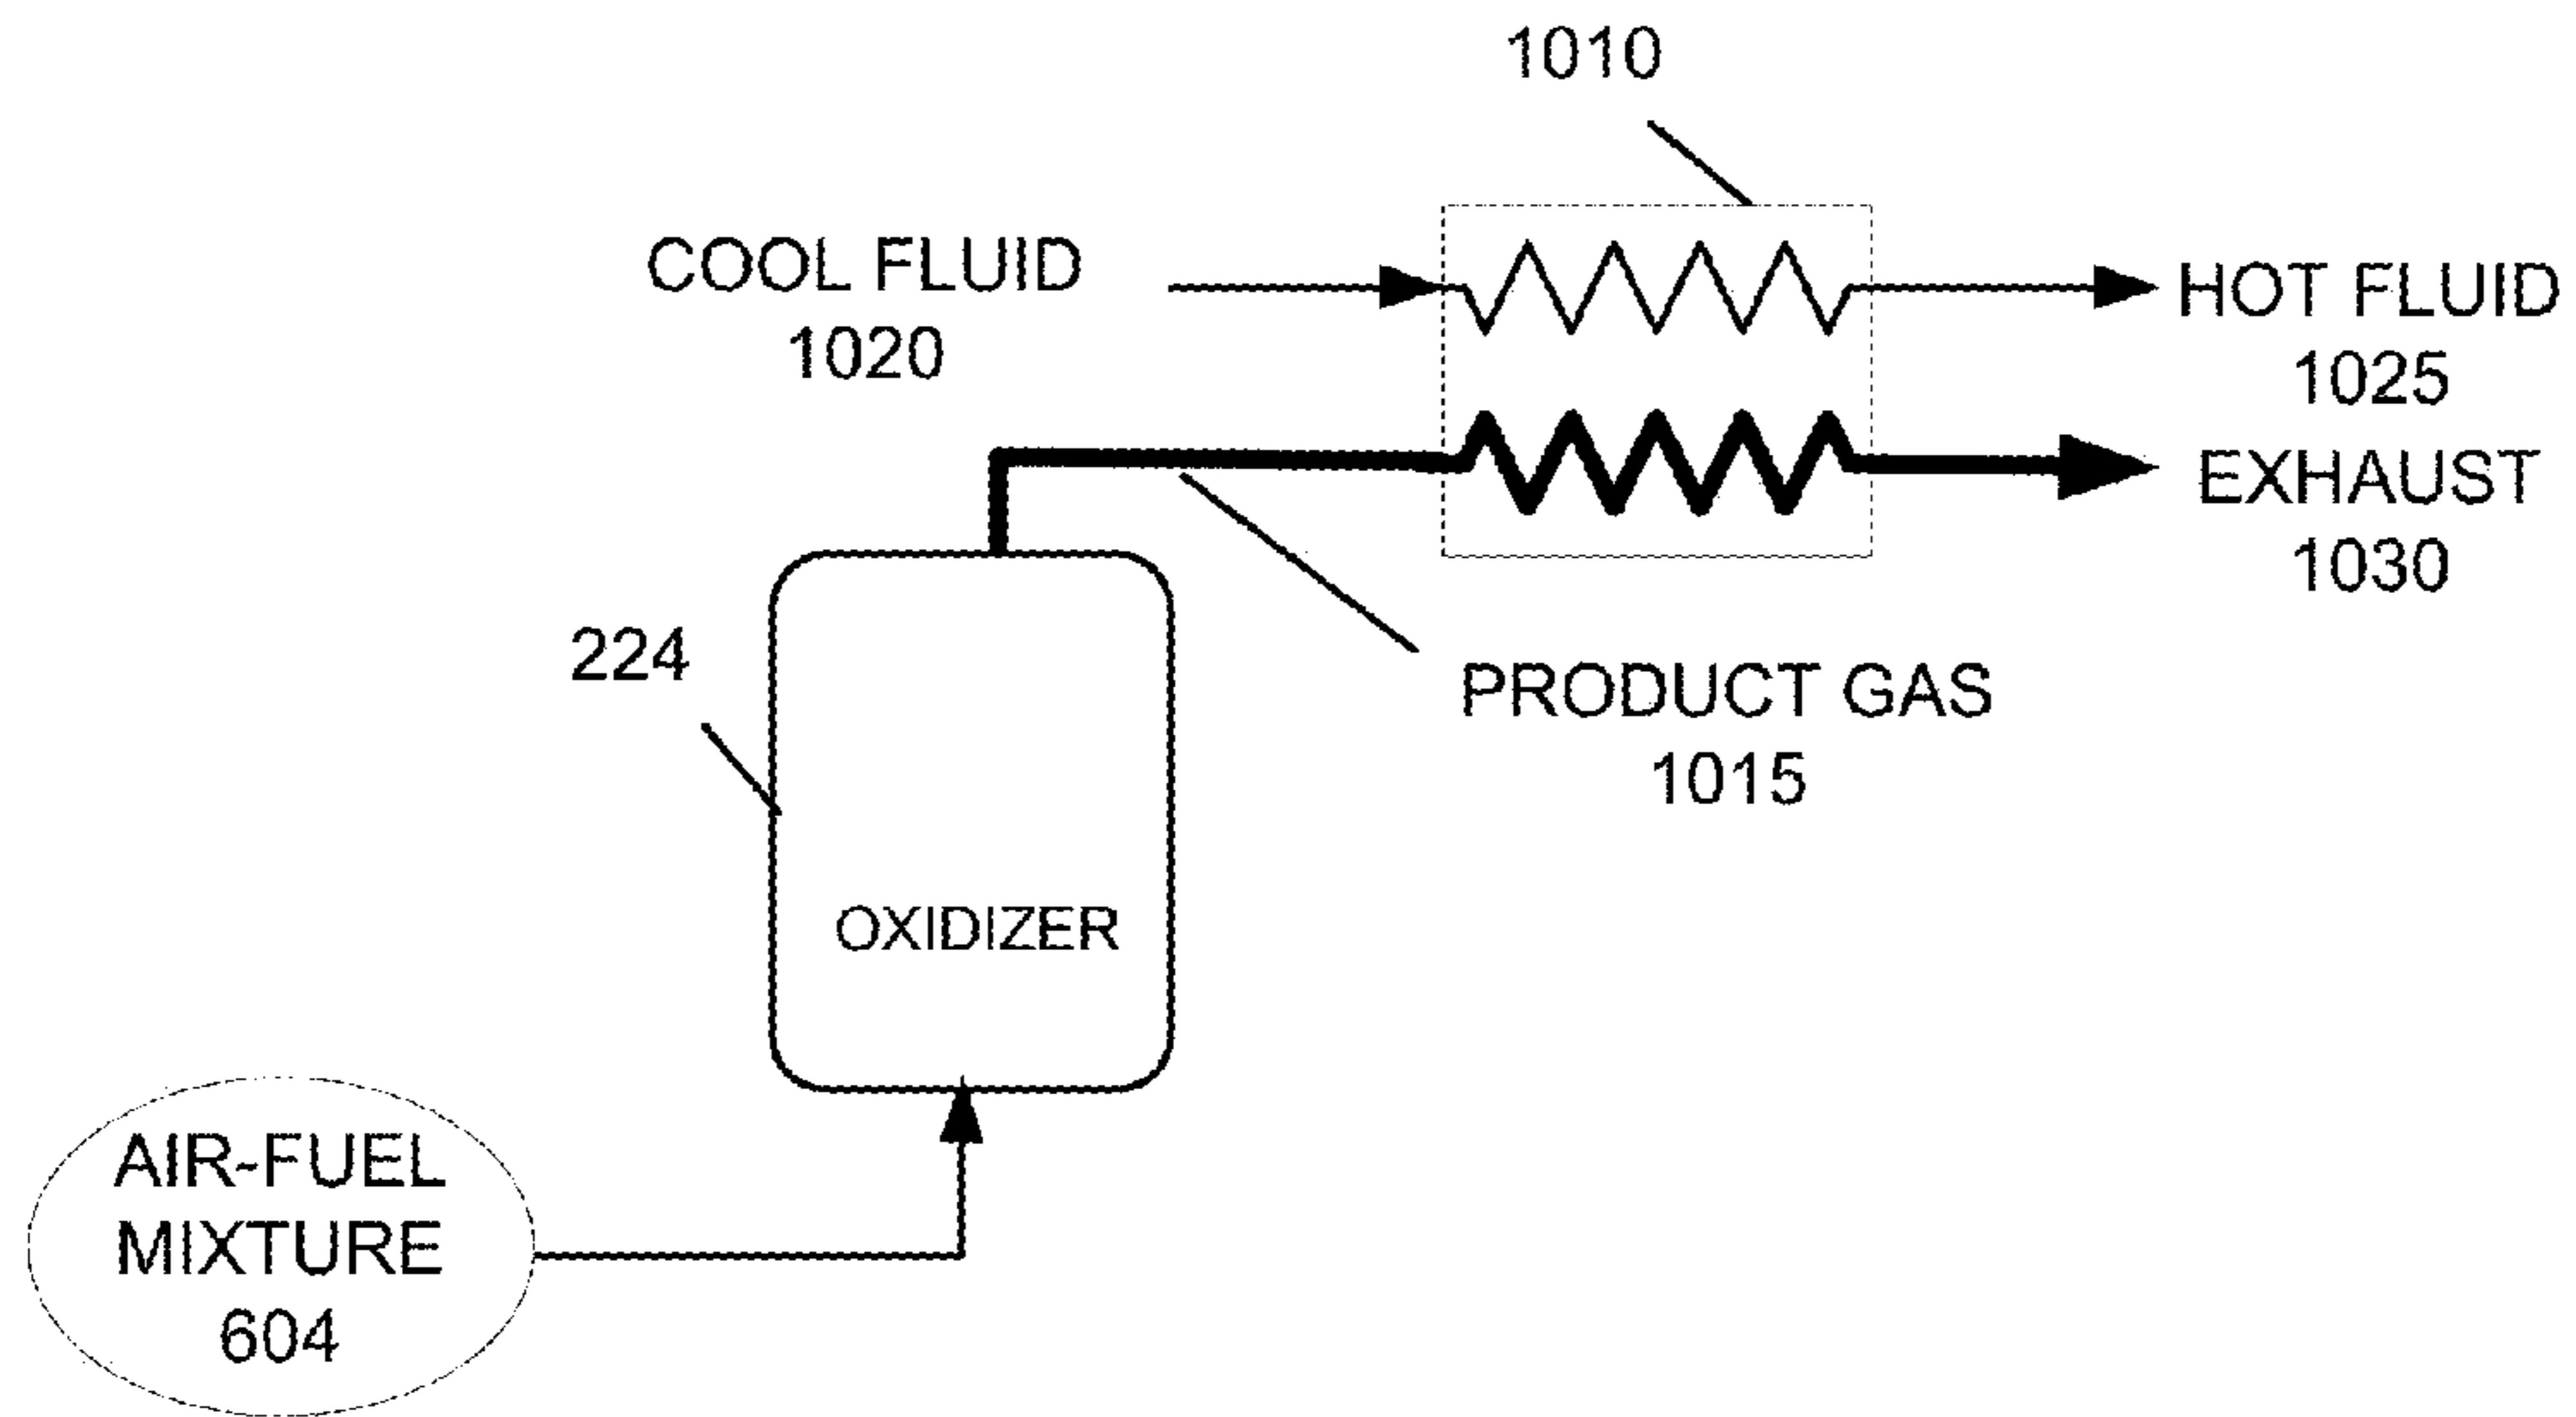 1010
COOL FLUID
1020
HOT FLUID
1025
EXHAUST
1030
224
PRODUCT GAS
1015
OXIDIZER
AIR-FUEL
MIXTURE
604